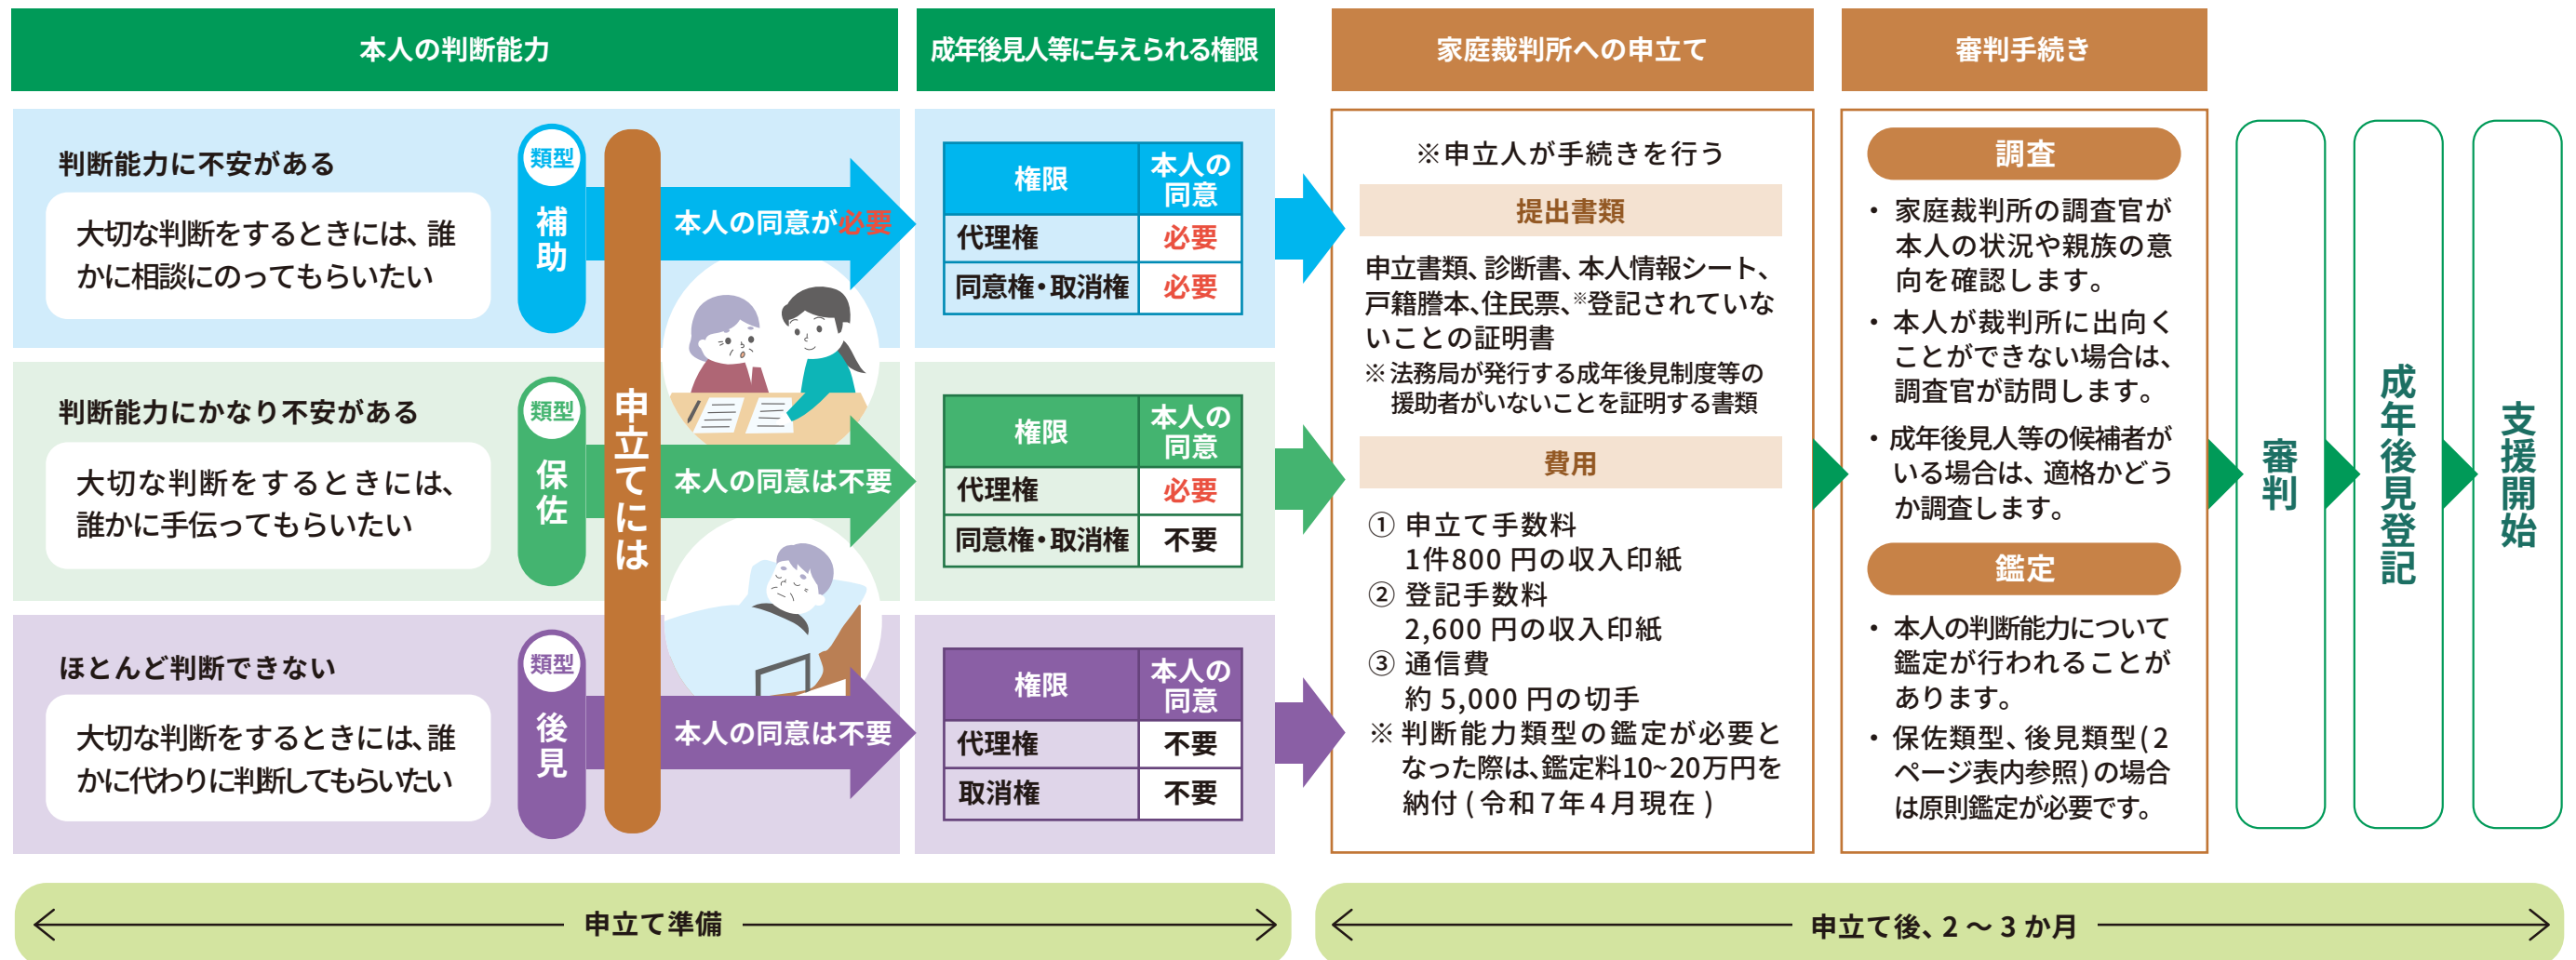 本人の判断能力
判断能力に不安がある
大切な判断をするときには、誰
かに相談にのってもらいたい
類型
補助
判断能力にかなり不安がある
大切な判断をするときには、
誰かに手伝ってもらいたい
類型
保佐
ほとんど判断できない
大切な判断をするときには、誰
かに代わりに判断してもらいたい
類型
後見
申立てには
本人の同意が必要
本人の同意は不要
本人の同意は不要
成年後見人等に与えられる権限
権限 本人の
同意
代理権 必要
同意権・取消権 必要
権限 本人の
同意
代理権 必要
同意権・取消権 不要
権限 本人の
同意
代理権 不要
取消権 不要
家庭裁判所への申立て
※申立人が手続きを行う
提出書類
申立書類、診断書、本人情報シート、
戸籍謄本、住民票、※登記されていな
いことの証明書
※法務局が発行する成年後見制度等の
援助者がいないことを証明する書類
費用
① 申立て手数料
1件800 円の収入印紙
② 登記手数料
2,600 円の収入印紙
③ 通信費
約 5,000 円の切手
※ 判断能力類型の鑑定が必要と
なった際は、鑑定料10~20万円を
納付 ( 令和 7年 4 月現在 )
審判手続き
調査
・ 家庭裁判所の調査官が
本人の状況や親族の意
向を確認します。
・ 本人が裁判所に出向く
ことができない場合は、
調査官が訪問します。
・ 成年後見人等の候補者が
いる場合は、適格かどう
か調査します。
鑑定
・ 本人の判断能力について
鑑定が行われることが
あります。
・ 保佐類型、後見類型( 2
ページ表内参照) の場合
は原則鑑定が必要です。
審判
成年後見登記
支援開始
申立て準備
申立て後、2 ～ 3 か月